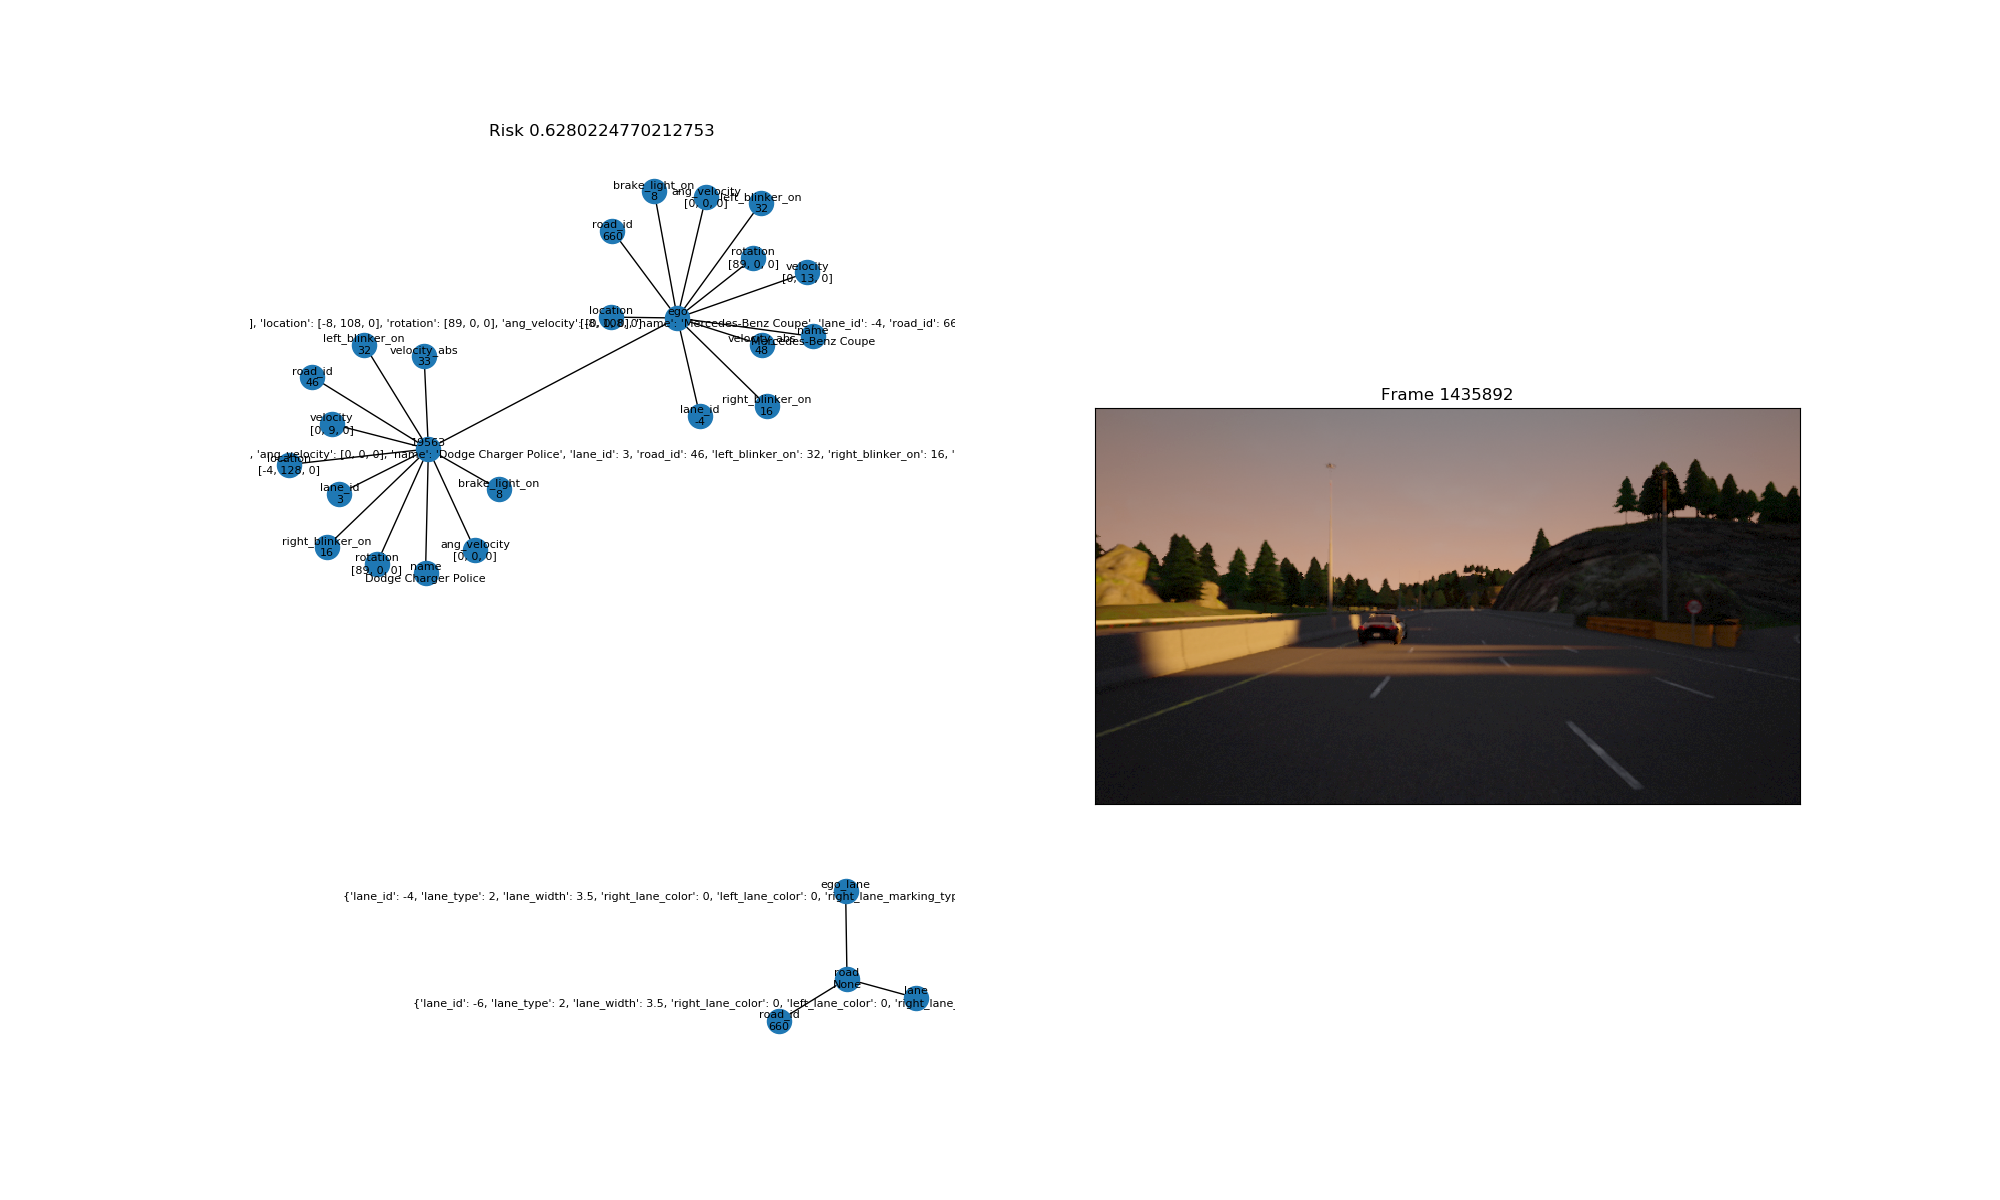 Risk 0.6280224770212753
brake_light_on
8
ang_velocity
[0, 0, 0]
left_blinker_on
32
road_id
660
rotation
[89, 0, 0]
velocity
[0, 13, 0]
location
[-8, 108, 0]
ego
], 'location': [-8, 108, 0], 'rotation': [89, 0, 0], 'ang_velocity': [0, 0, 0], 'name': 'Mercedes-Benz Coupe', 'lane_id': -4, 'road_id': 66
name
Mercedes-Benz Coupe
velocity_abs
48
left_blinker_on
32
velocity_abs
33
road_id
46
right_blinker_on
16
lane_id
-4
velocity
[0, 9, 0]
19563
, 'ang_velocity': [0, 0, 0], 'name': 'Dodge Charger Police', 'lane_id': 3, 'road_id': 46, 'left_blinker_on': 32, 'right_blinker_on': 16, '
location
[-4, 128, 0]
lane_id
3
brake_light_on
8
right_blinker_on
16
rotation
[89, 0, 0]
name
Dodge Charger Police
ang_velocity
[0, 0, 0]
Frame 1435892
ego_lane
{'lane_id': -4, 'lane_type': 2, 'lane_width': 3.5, 'right_lane_color': 0, 'left_lane_color': 0, 'right_lane_marking_typ
road
None
lane
{'lane_id': -6, 'lane_type': 2, 'lane_width': 3.5, 'right_lane_color': 0, 'left_lane_color': 0, 'right_lane_
road_id
660